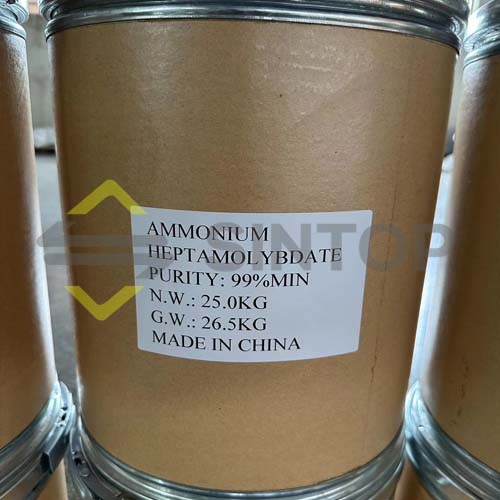 AMMONIUM
HEPTAMOLYBDATE
PURITY: 99%MIN
N.W.: 25.0KG
G.W.: 26.5KG
MADE IN CHINA
SINTOP